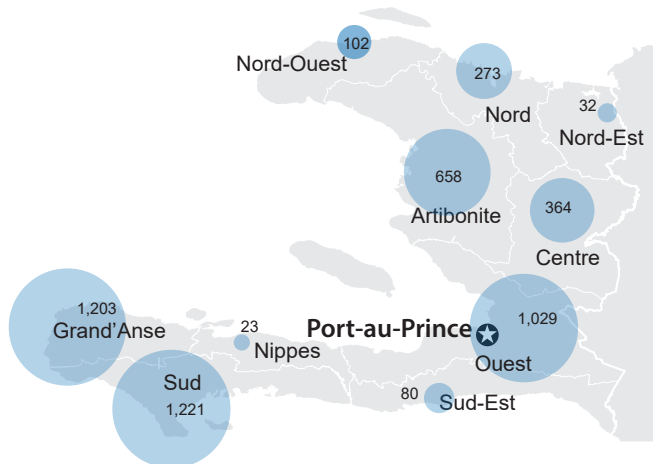 102
Nord-Ouest
273
Nord
32
Nord-Est
658
Artibonite
364
Centre
1,203
Grand'Anse
23
Nippes
Port-au-Prince
1,029
Ouest
Sud
1,221
80
Sud-Est